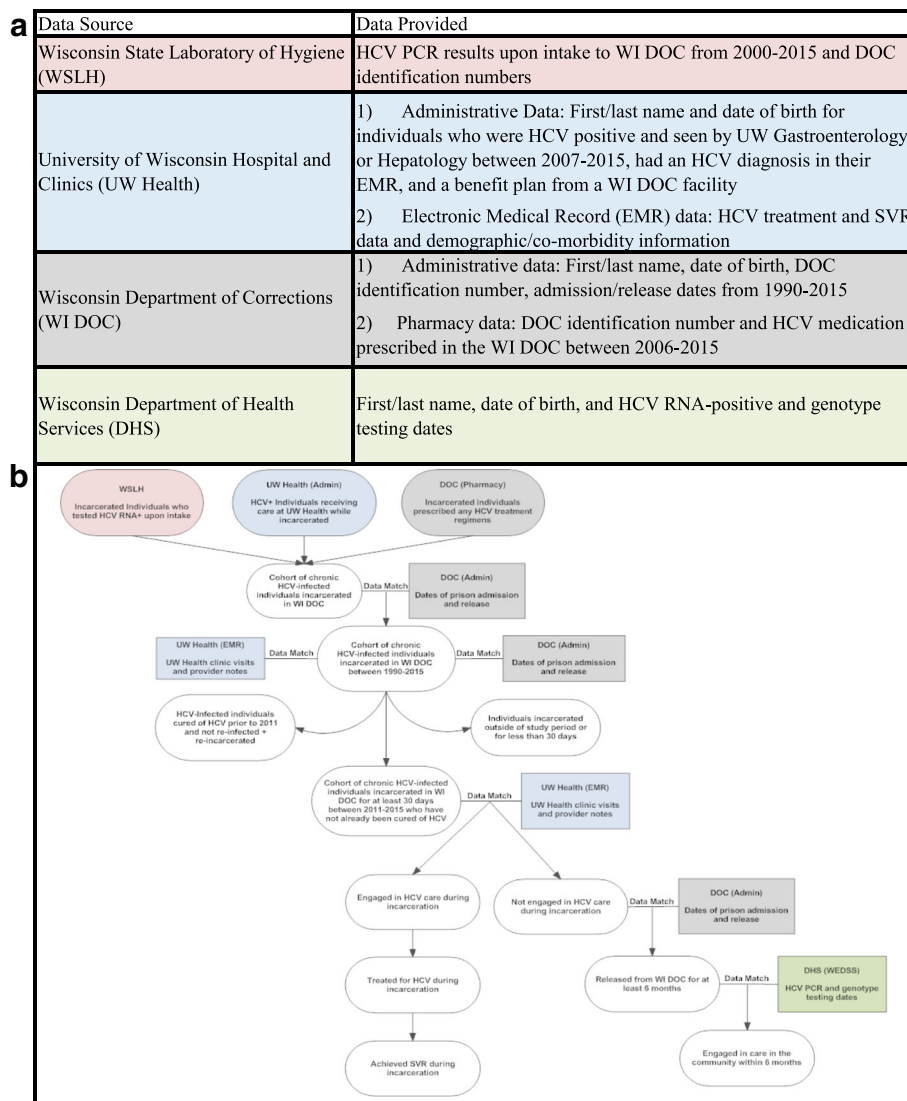 a
Data Source
Data Provided
Wisconsin State Laboratory of Hygiene
(WSLH)
HCV PCR results upon intake to WI DOC from 2000-2015 and DOC
identification numbers
University of Wisconsin Hospital and
Clinics (UW Health)
1) Administrative Data: First/last name and date of birth for
individuals who were HCV positive and seen by UW Gastroenterology
or Hepatology between 2007-2015, had an HCV diagnosis in their
EMR, and a benefit plan from a WI DOC facility
2) Electronic Medical Record (EMR) data: HCV treatment and SVR
data and demographic/co-morbidity information
Wisconsin Department of Corrections
(WI DOC)
1) Administrative data: First/last name, date of birth, DOC
identification number, admission/release dates from 1990-2015
2) Pharmacy data: DOC identification number and HCV medication
prescribed in the WI DOC between 2006-2015
Wisconsin Department of Health
Services (DHS)
First/last name, date of birth, and HCV RNA-positive and genotype
testing dates
b
WSLH
Incarcerated Individuals who
tested HCV RNA+ upon intake
UW Health (Admin)
HCV+ Individuals receiving
care at UW Health while
incarcerated
DOC (Pharmacy)
Incarcerated individuals
prescribed any HCV treatment
regimens
Cohort of chronic
HCV-infected
individuals incarcerated
in WI DOC
Data Match
DOC (Admin)
Dates of prison admission
and release
UW Health (EMR)
UW Health clinic visits
and provider notes
Data Match
Cohort of chronic
HCV-infected individuals
incarcerated in WI DOC
between 1990-2015
Data Match
DOC (Admin)
Dates of prison admission
and release
HCV-Infected individuals
cured of HCV prior to 2011
and not re-infected +
re-incarcerated
Individuals incarcerated
outside of study period or
for less than 30 days
Cohort of chronic HCV-infected
individuals incarcerated in WI
DOC for at least 30 days
between 2011-2015 who have
not already been cured of HCV
Data Match
UW Health (EMR)
UW Health clinic visits
and provider notes
Engaged in HCV care during
incarceration
Not engaged in HCV care
during incarceration
Data Match
DOC (Admin)
Dates of prison admission
and release
Treated for HCV during
incarceration
Released from WI DOC for at
least 6 months
Data Match
DHS (WEDSS)
HCV PCR and genotype
testing dates
Achieved SVR during
incarceration
Engaged in care in the
community within 6 months